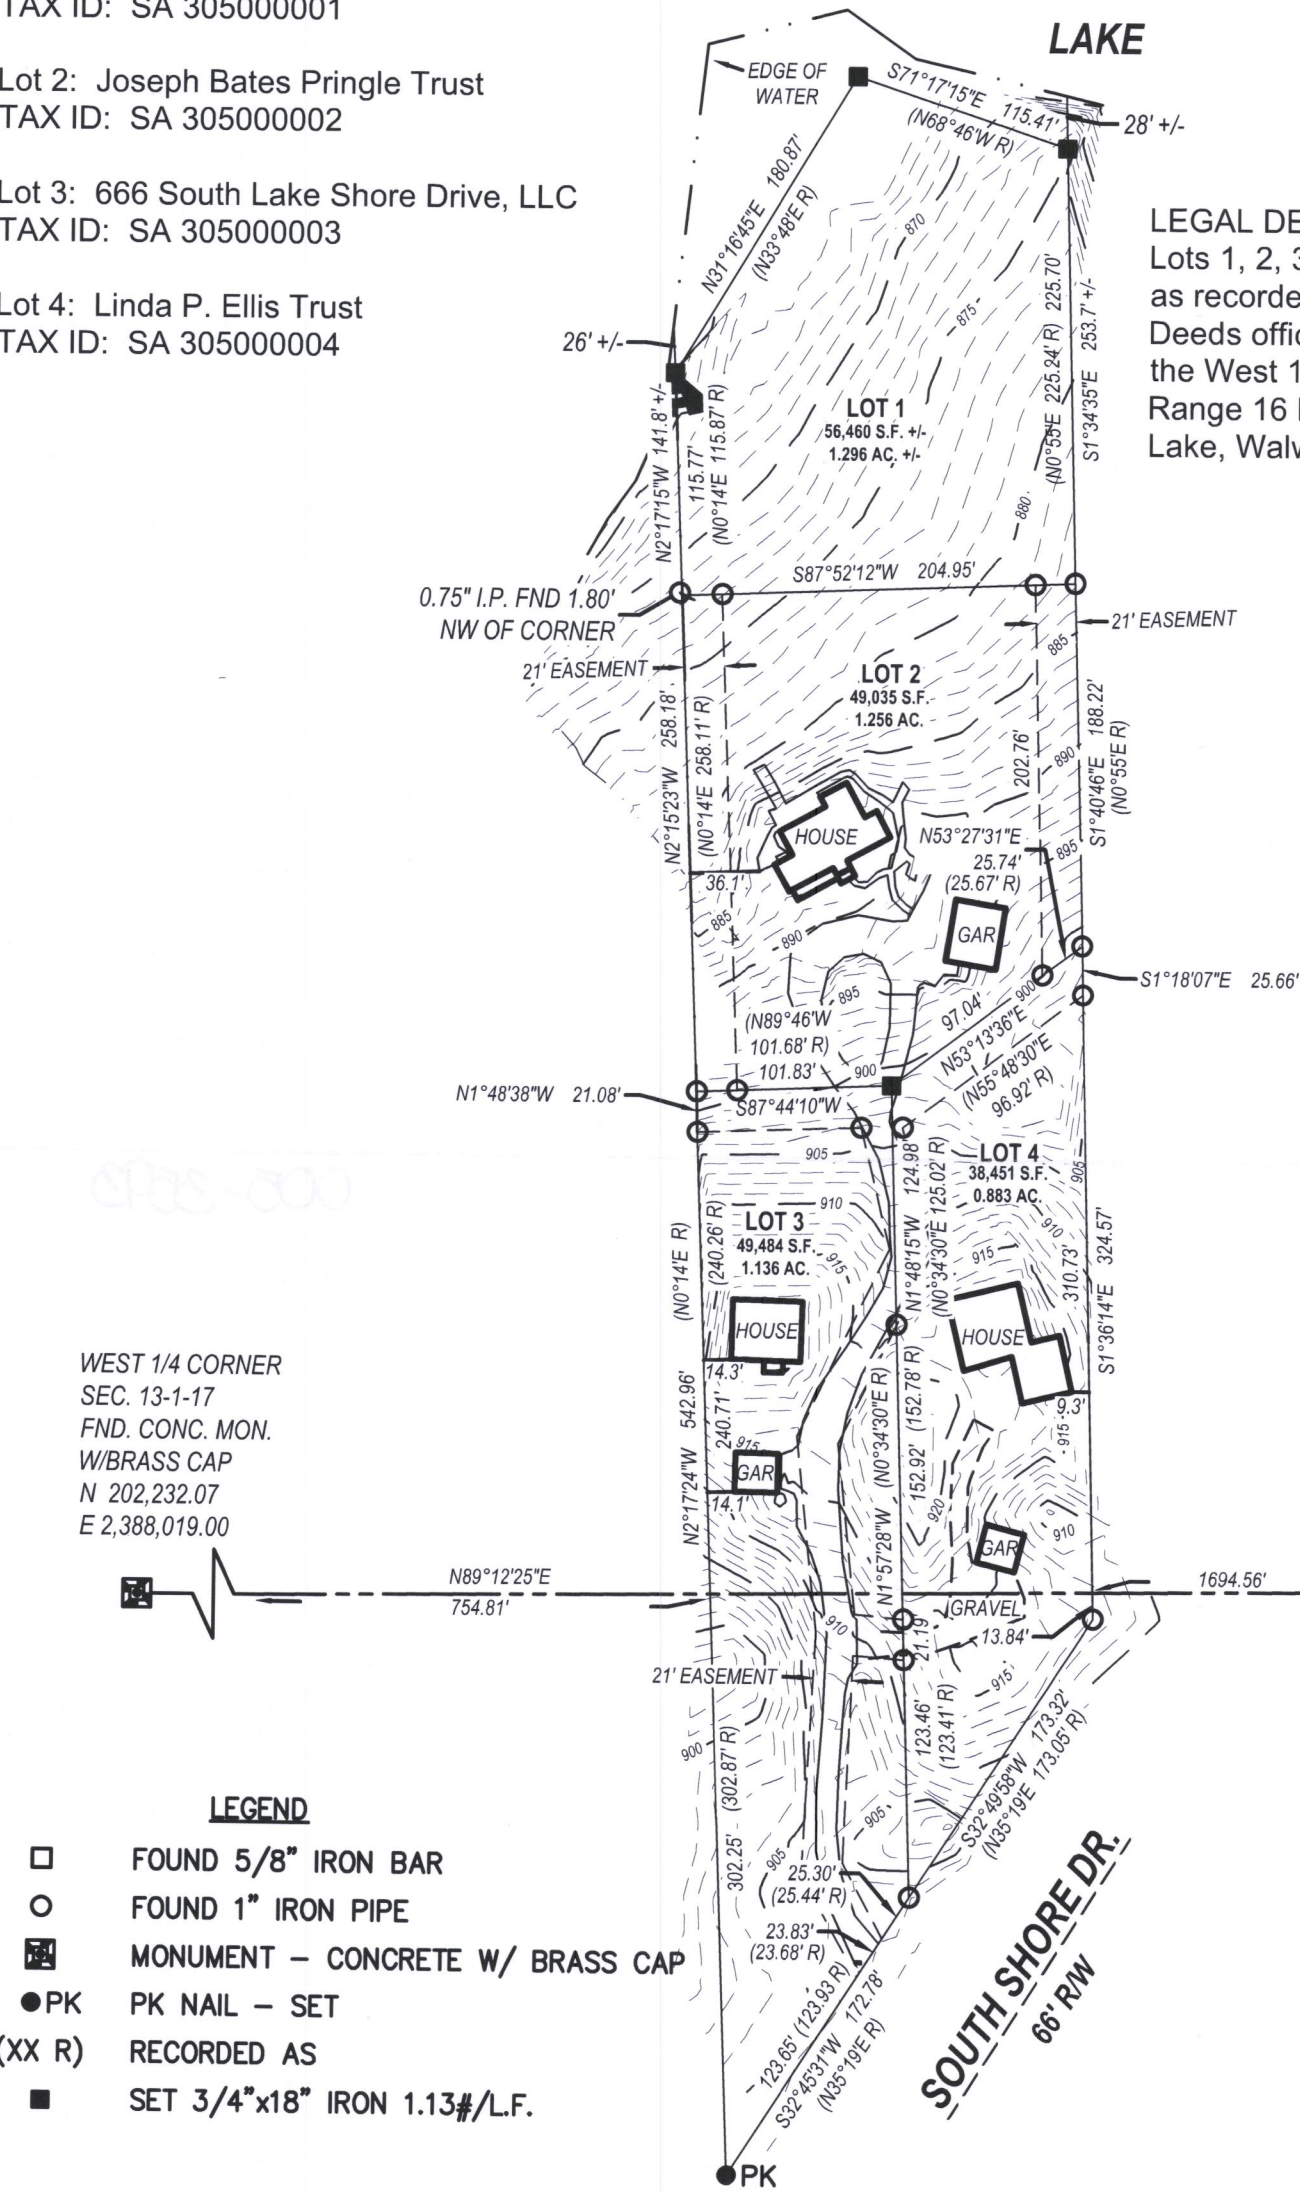 TAX ID: SA 305000001
Lot 2: Joseph Bates Pringle Trust
TAX ID: SA 305000002
Lot 3: 666 South Lake Shore Drive, LLC
TAX ID: SA 305000003
Lot 4: Linda P. Ellis Trust
TAX ID: SA 305000004
LAKE
EDGE OF
WATER
S71°17'15"E 115.41'
(N68°46'W R)
28' +/-
N31°16'45"E 180.87'
(N33°48'E R)
LEGAL DE
Lots 1, 2, 3
as recorde
Deeds offic
the West 1
Range 16
Lake, Walw
26' +/-
870
875
880
LOT 1
56,460 S.F. +/-
1.296 AC. +/-
(N0°55'E 225.24' R) 225.70'
S1°34'35"E 253.7' +/-
N2°17'15"W 141.8' +/-
115.77'
(N0°14'E 115.87' R)
S87°52'12"W 204.95'
0.75" I.P. FND 1.80'
NW OF CORNER
21' EASEMENT
21' EASEMENT
885
LOT 2
49,035 S.F.
1.256 AC.
N2°15'23"W 258.18'
(N0°14'E 258.11' R)
202.76'
890
S1°40'46"E 188.22'
(N0°55'E R)
HOUSE
N53°27'31"E
25.74'
(25.67' R)
895
36.1'
885
890
GAR
895
900
S1°18'07"E 25.66'
(N89°46'W
101.68' R)
101.83'
900
97.04'
N53°13'36"E
(N55°48'30"E
96.92' R)
N1°48'38"W 21.08'
S87°44'10"W
905
910
LOT 3
49,484 S.F.
1.136 AC.
915
(N0°14'E R)
(240.26' R)
N1°48'15"W 124.98'
(N0°34'30"E 125.02' R)
LOT 4
38,451 S.F.
0.883 AC.
905
910
915
310.73'
S1°36'14"E 324.57'
HOUSE
14.3'
HOUSE
9.3'
915
WEST 1/4 CORNER
SEC. 13-1-17
FND. CONC. MON.
W/BRASS CAP
N 202,232.07
E 2,388,019.00
N2°17'24"W 542.96'
240.71'
915
GAR
14.1'
N1°57'28"W (N0°34'30"E R)
152.92' (152.78' R)
920
910
GAR
N89°12'25"E
754.81'
1694.56'
GRAVEL
13.84'
910
21.19'
915
21' EASEMENT
123.46'
(123.41' R)
900
302.25' (302.87' R)
S32°49'58"W 173.32'
(N35°19'E 173.05' R)
905
905
25.30'
(25.44' R)
23.83'
(23.68' R)
123.65' (123.93 R)
S32°45'31"W 172.78'
(N35°19'E R)
SOUTH SHORE DR.
66' R/W
PK
LEGEND
FOUND 5/8" IRON BAR
FOUND 1" IRON PIPE
MONUMENT - CONCRETE W/ BRASS CAP
PK PK NAIL - SET
(XX R) RECORDED AS
SET 3/4"x18" IRON 1.13#/L.F.